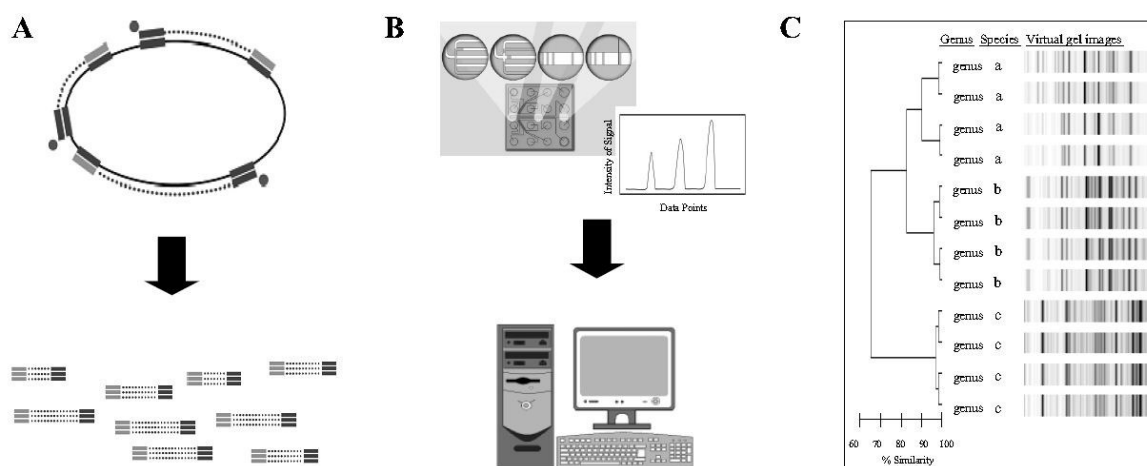 A
B
Intensity of Signal
Data Points
C
Genus Species Virtual gel images
genus a
genus a
genus a
genus a
genus b
genus b
genus b
genus b
genus c
genus c
genus c
genus c
60 70 80 90 100
% Similarity